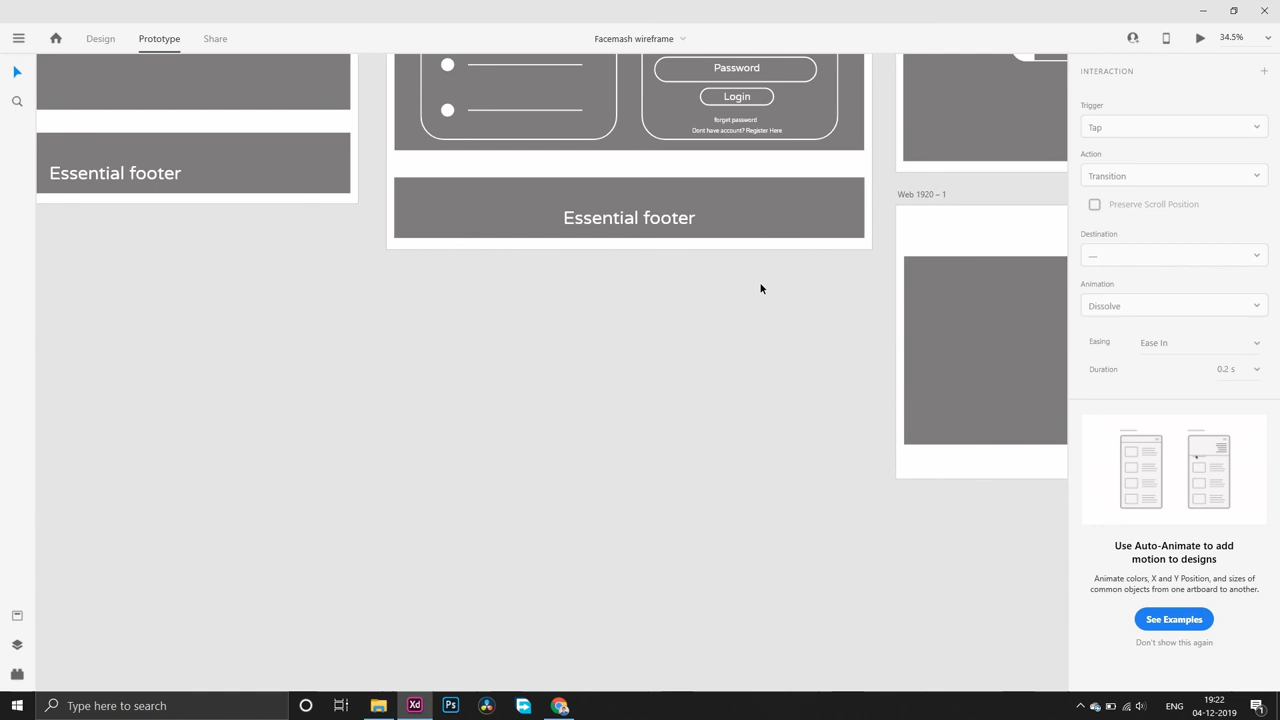 Design
Prototype
Share
Facemash wireframe
34.5%
Password
Login
forget password
Dont have account? Register Here
Essential footer
Essential footer
Web 1920 – 1
INTERACTION
Trigger
Tap
Action
Transition
Preserve Scroll Position
Destination
—
Animation
Dissolve
Easing
Ease In
Duration
0.2 s
Use Auto-Animate to add
motion to designs
Animate colors, X and Y Position, and sizes of
common objects from one artboard to another.
See Examples
Don't show this again
Type here to search
Xd
Ps
ENG
19:22
04-12-2019
1